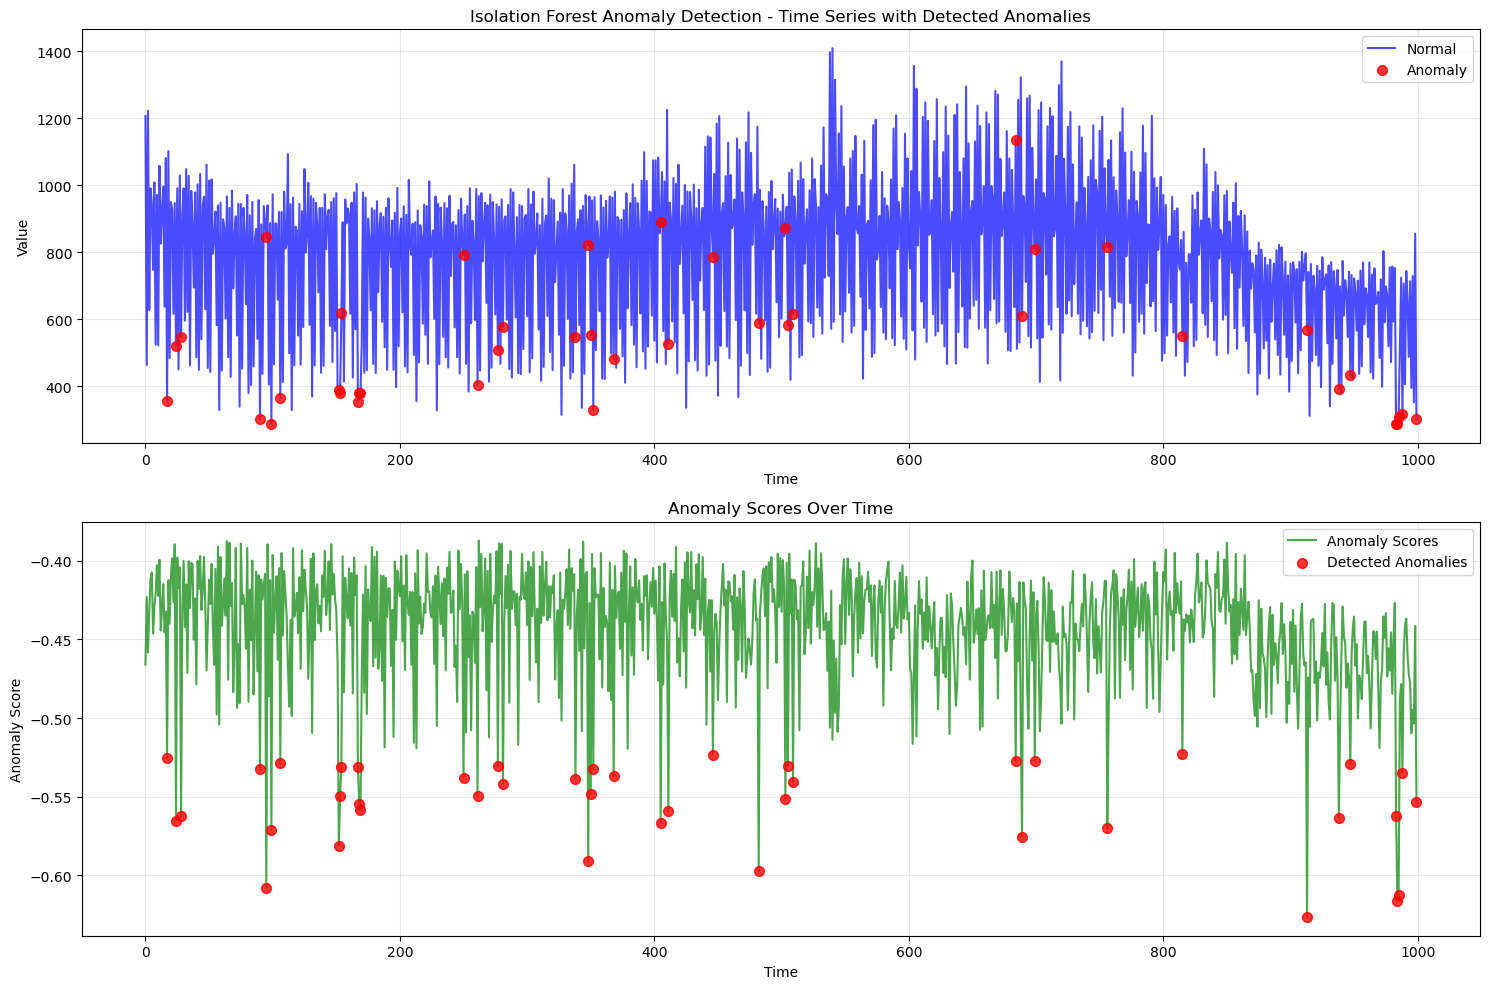 Isolation Forest Anomaly Detection - Time Series with Detected Anomalies
Value
1400
1200
1000
800
600
400
Normal
Anomaly
0
200
400
600
800
1000
Time
Anomaly Scores Over Time
Anomaly Score
−0.40
−0.45
−0.50
−0.55
−0.60
Anomaly Scores
Detected Anomalies
0
200
400
600
800
1000
Time